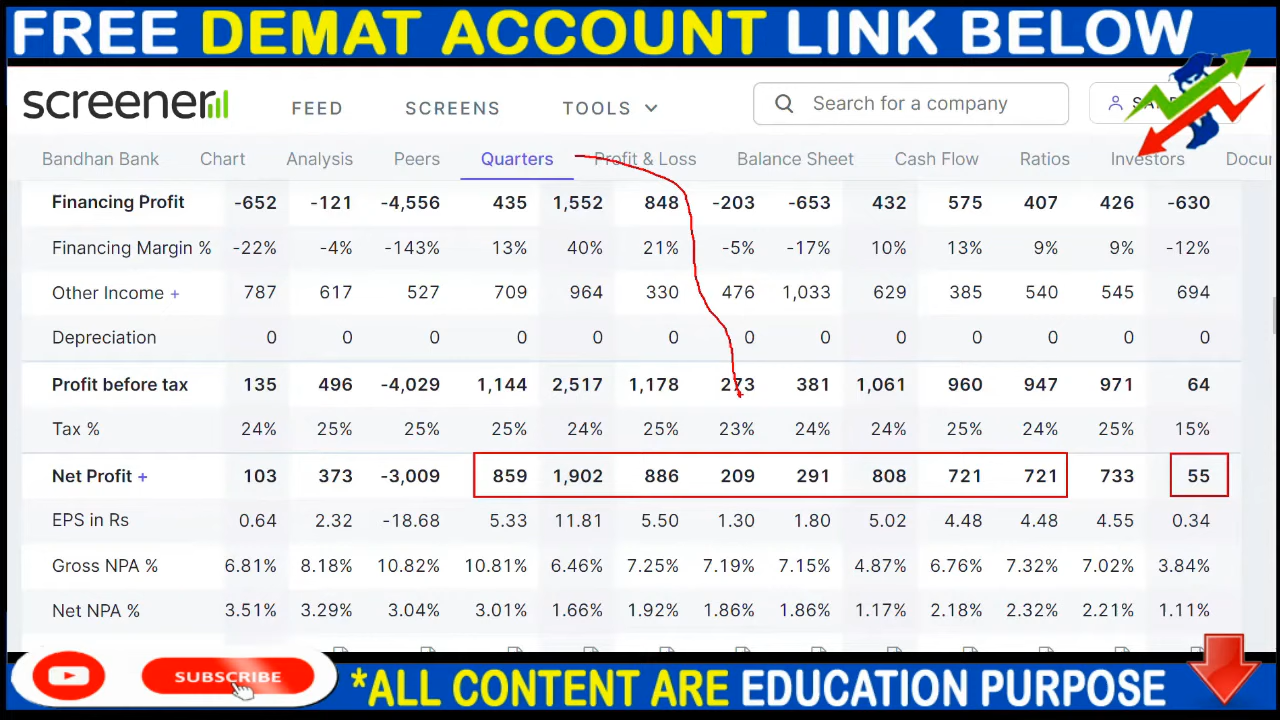 FREE DEMAT ACCOUNT LINK BELOW
screener FEED SCREENS TOOLS Search for a company
Bandhan Bank Chart Analysis Peers Quarters Profit & Loss Balance Sheet Cash Flow Ratios Investors
Financing Profit -652 -121 -4,556 435 1,552 848 -203 -653 432 575 407 426 -630
Financing Margin % -22% -4% -143% 13% 40% 21% -5% -17% 10% 13% 9% 9% -12%
Other Income + 787 617 527 709 964 330 476 1,033 629 385 540 545 694
Depreciation 0 0 0 0 0 0 0 0 0 0 0 0 0
Profit before tax 135 496 -4,029 1,144 2,517 1,178 273 381 1,061 960 947 971 64
Tax % 24% 25% 25% 25% 24% 25% 23% 24% 24% 25% 24% 25% 15%
Net Profit + 103 373 -3,009 859 1,902 886 209 291 808 721 721 733 55
EPS in Rs 0.64 2.32 -18.68 5.33 11.81 5.50 1.30 1.80 5.02 4.48 4.48 4.55 0.34
Gross NPA % 6.81% 8.18% 10.82% 10.81% 6.46% 7.25% 7.19% 7.15% 4.87% 6.76% 7.32% 7.02% 3.84%
Net NPA % 3.51% 3.29% 3.04% 3.01% 1.66% 1.92% 1.86% 1.86% 1.17% 2.18% 2.32% 2.21% 1.11%
SUBSCRIBE *ALL CONTENT ARE EDUCATION PURPOSE